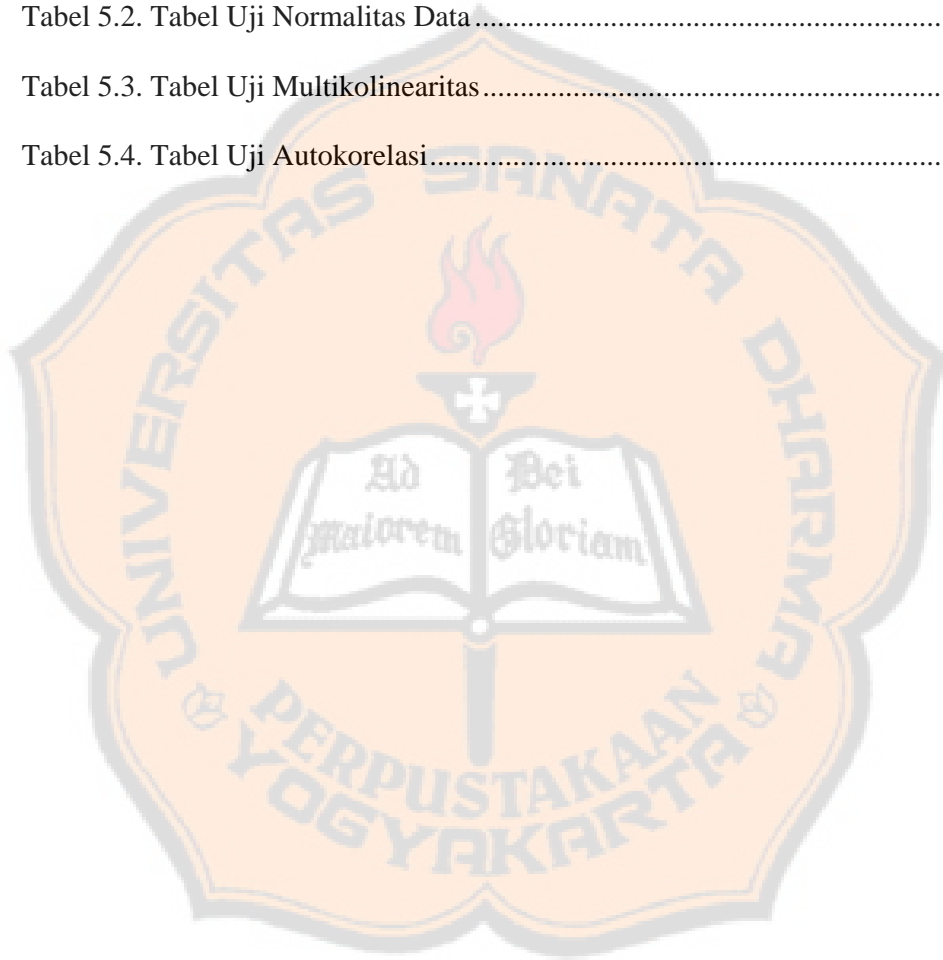 Tabel 5.2. Tabel Uji Normalitas Data..............................................................
Tabel 5.3. Tabel Uji Multikolinearitas.............................................................
Tabel 5.4. Tabel Uji Autokorelasi....................................................................
UNIVERSITAS SANATA DHARMA
Ad Dei
maiorem Gloriam
PERPUSTAKAAN
YOGYAKARTA